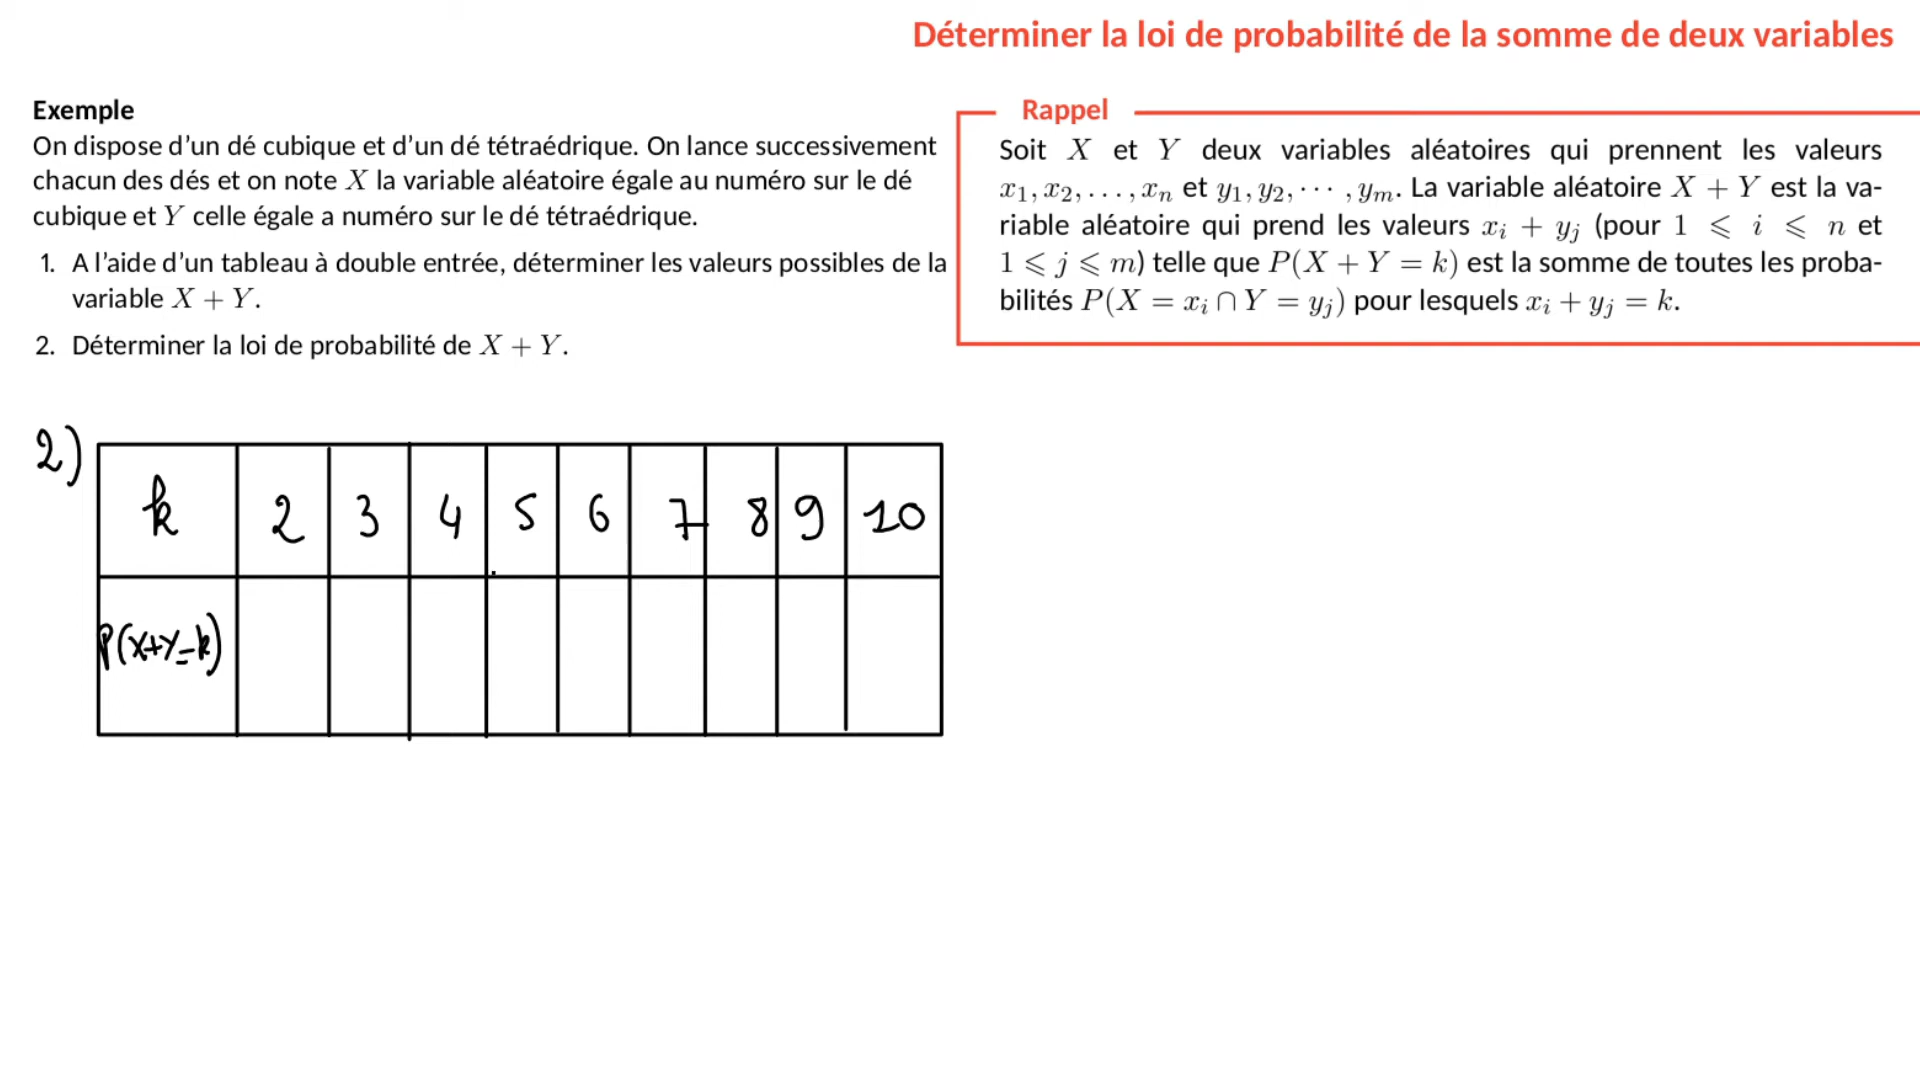 Déterminer la loi de probabilité de la somme de deux variables
Exemple
On dispose d'un dé cubique et d'un dé tétraédrique. On lance successivement
chacun des dés et on note X la variable aléatoire égale au numéro sur le dé
cubique et Y celle égale a numéro sur le dé tétraédrique.
1. A l'aide d'un tableau à double entrée, déterminer les valeurs possibles de la
variable X + Y.
2. Déterminer la loi de probabilité de X + Y.
Rappel
Soit X et Y deux variables aléatoires qui prennent les valeurs
x₁, x₂, . . . , xₙ et y₁, y₂, · · · , yₘ. La variable aléatoire X + Y est la va-
riable aléatoire qui prend les valeurs xᵢ + yⱼ (pour 1 ⩽ i ⩽ n et
1 ⩽ j ⩽ m) telle que P(X + Y = k) est la somme de toutes les proba-
bilités P(X = xᵢ ∩ Y = yⱼ) pour lesquels xᵢ + yⱼ = k.
2)
k 2 3 4 5 6 7 8 9 10
P(X+Y=k)